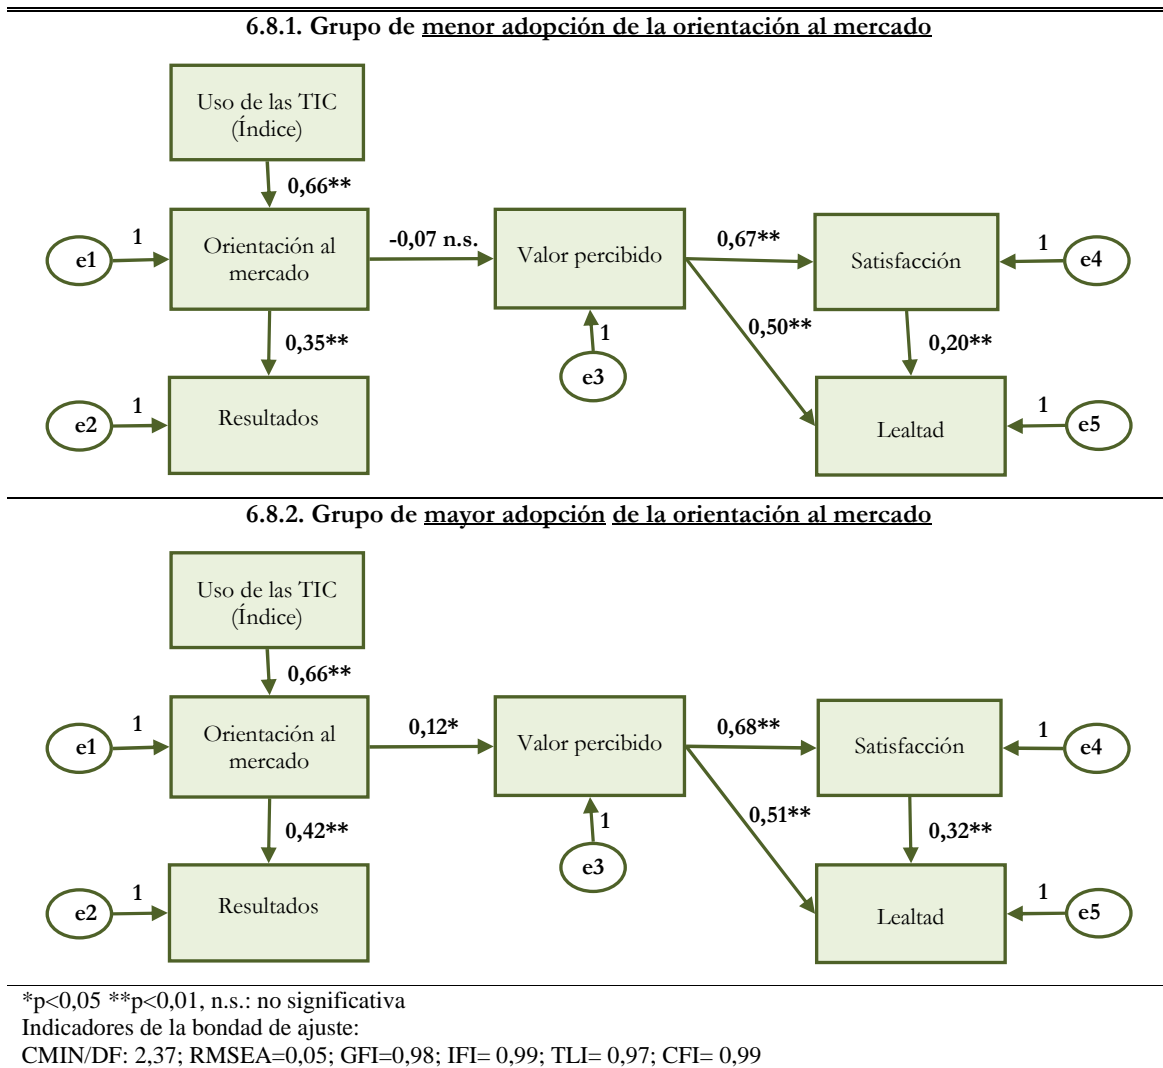 6.8.1. Grupo de menor adopción de la orientación al mercado
Uso de las TIC
(Índice)
0,66**
e1
1
Orientación al
mercado
-0,07 n.s.
Valor percibido
0,67**
Satisfacción
1
e4
0,35**
1
e3
0,50**
0,20**
e2
1
Resultados
Lealtad
1
e5
6.8.2. Grupo de mayor adopción de la orientación al mercado
Uso de las TIC
(Índice)
0,66**
e1
1
Orientación al
mercado
0,12*
Valor percibido
0,68**
Satisfacción
1
e4
0,42**
1
e3
0,51**
0,32**
e2
1
Resultados
Lealtad
1
e5
*p<0,05 **p<0,01, n.s.: no significativa
Indicadores de la bondad de ajuste:
CMIN/DF: 2,37; RMSEA=0,05; GFI=0,98; IFI= 0,99; TLI= 0,97; CFI= 0,99